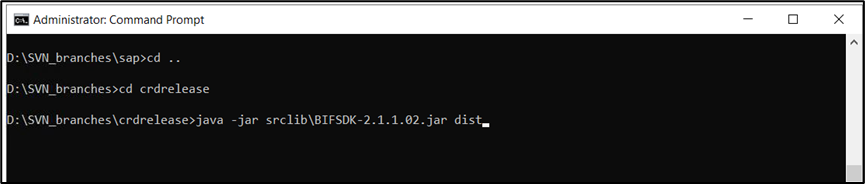 Administrator: Command Prompt
D:\SVN_branches\sap>cd ..
D:\SVN_branches>cd crdrelease
D:\SVN_branches\crdrelease>java -jar srclib\BIFSDK-2.1.1.02.jar dist